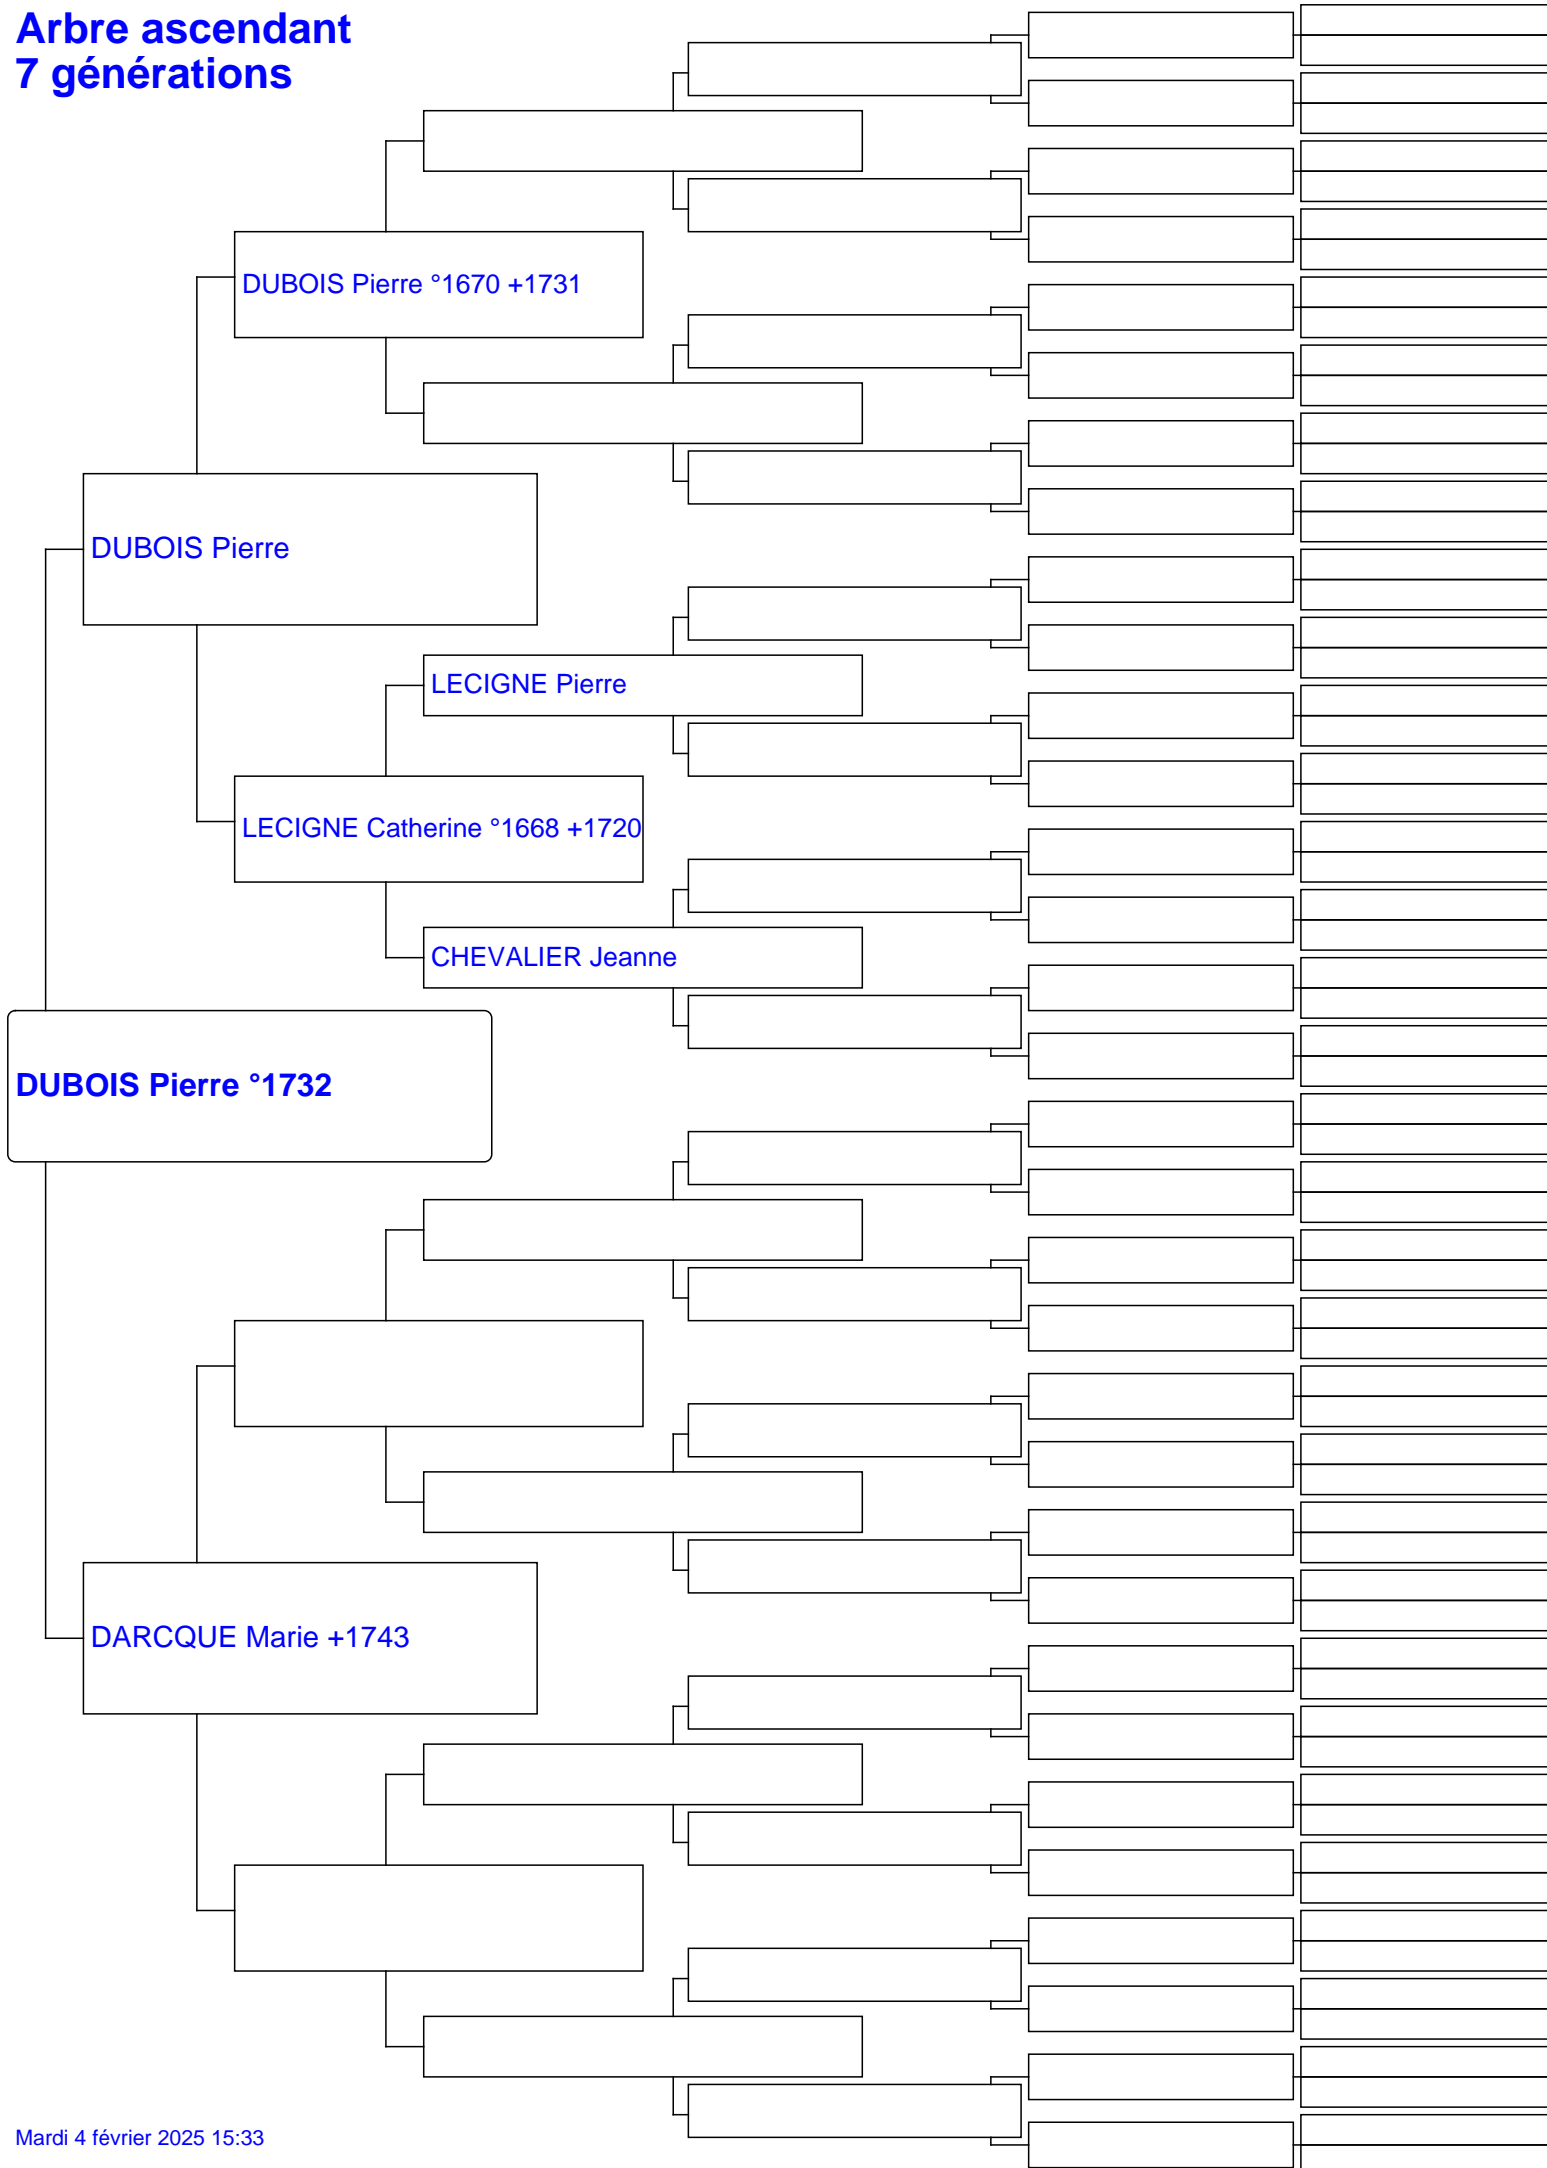 Arbre ascendant
7 générations
DUBOIS Pierre °1670 +1731
DUBOIS Pierre
LECIGNE Pierre
LECIGNE Catherine °1668 +1720
CHEVALIER Jeanne
DUBOIS Pierre °1732
DARCQUE Marie +1743
Mardi 4 février 2025 15:33